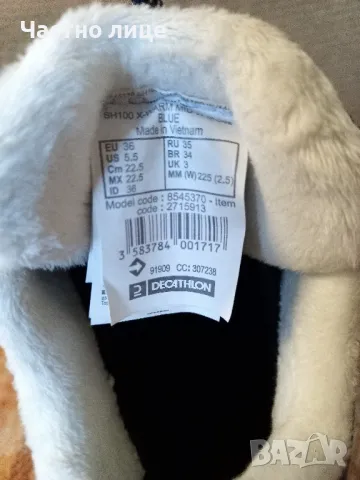 Частно лице
SH100 X-WARM MID
BLUE
Made in Vietnam
EU 36 RU 35
US 5.5 BR 34
Cm 22.5 UK 3
MX 22.5 MM (W) 225 (2,5)
ID 36
Model code : 8545370 - Item
code : 2715913
3 583784 001717
91909 CC: 307238
DECATHLON
BAZAR